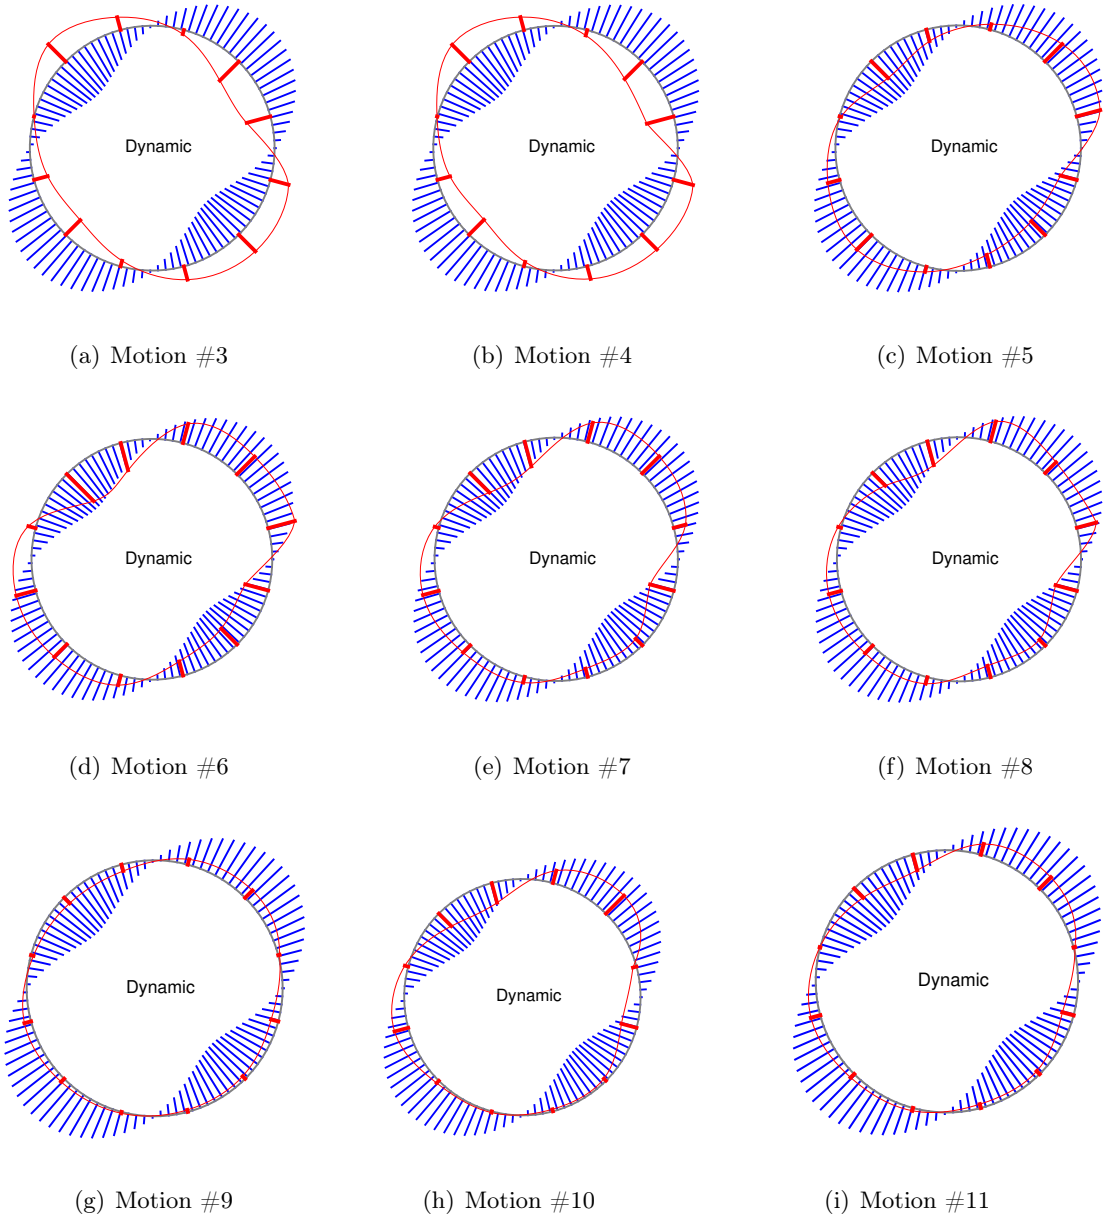 Dynamic Dynamic Dynamic
(a) Motion #3 (b) Motion #4 (c) Motion #5
Dynamic Dynamic Dynamic
(d) Motion #6 (e) Motion #7 (f) Motion #8
Dynamic Dynamic Dynamic
(g) Motion #9 (h) Motion #10 (i) Motion #11